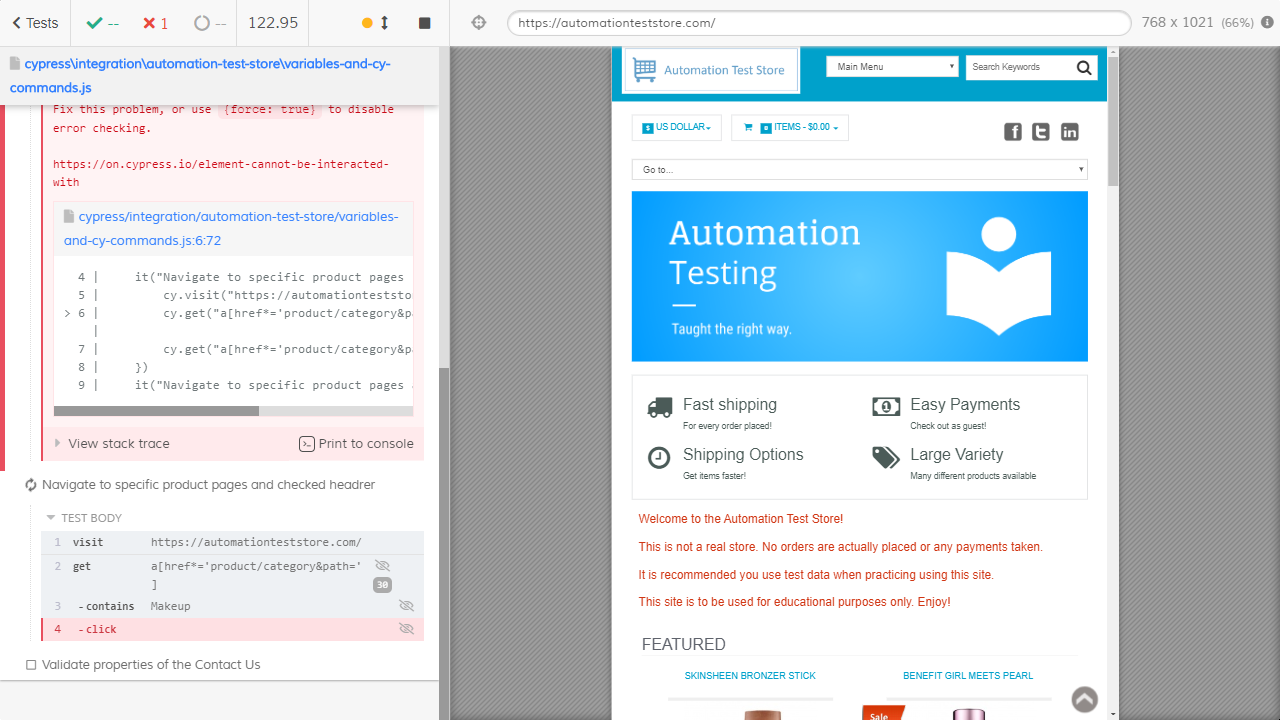 Tests
--
1
--
122.95
https://automationteststore.com/
768 x 1021 (66%)
cypress\integration\automation-test-store\variables-and-cy-
commands.js
Fix this problem, or use {force: true} to disable
error checking.
https://on.cypress.io/element-cannot-be-interacted-
with
cypress/integration/automation-test-store/variables-
and-cy-commands.js:6:72
4 | it("Navigate to specific product pages
5 | cy.visit("https://automationteststo
> 6 | cy.get("a[href*='product/category&p
|
7 | cy.get("a[href*='product/category&p
8 | })
9 | it("Navigate to specific product pages
View stack trace
Print to console
Navigate to specific product pages and checked headrer
TEST BODY
1 visit https://automationteststore.com/
2 get a[href*='product/category&path='
]
30
3 -contains Makeup
4 -click
Validate properties of the Contact Us
Automation Test Store
Main Menu
Search Keywords
$ US DOLLAR
0 ITEMS - $0.00
Go to...
Automation
Testing
Taught the right way.
Fast shipping
For every order placed!
Easy Payments
Check out as guest!
Shipping Options
Get items faster!
Large Variety
Many different products available
Welcome to the Automation Test Store!
This is not a real store. No orders are actually placed or any payments taken.
It is recommended you use test data when practicing using this site.
This site is to be used for educational purposes only. Enjoy!
FEATURED
SKINSHEEN BRONZER STICK
BENEFIT GIRL MEETS PEARL
Sale